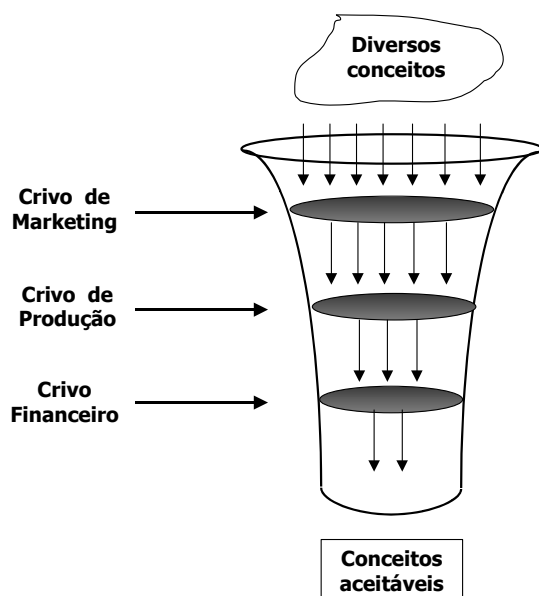 Diversos
conceitos
Crivo de
Marketing
Crivo de
Produção
Crivo
Financeiro
Conceitos
aceitáveis